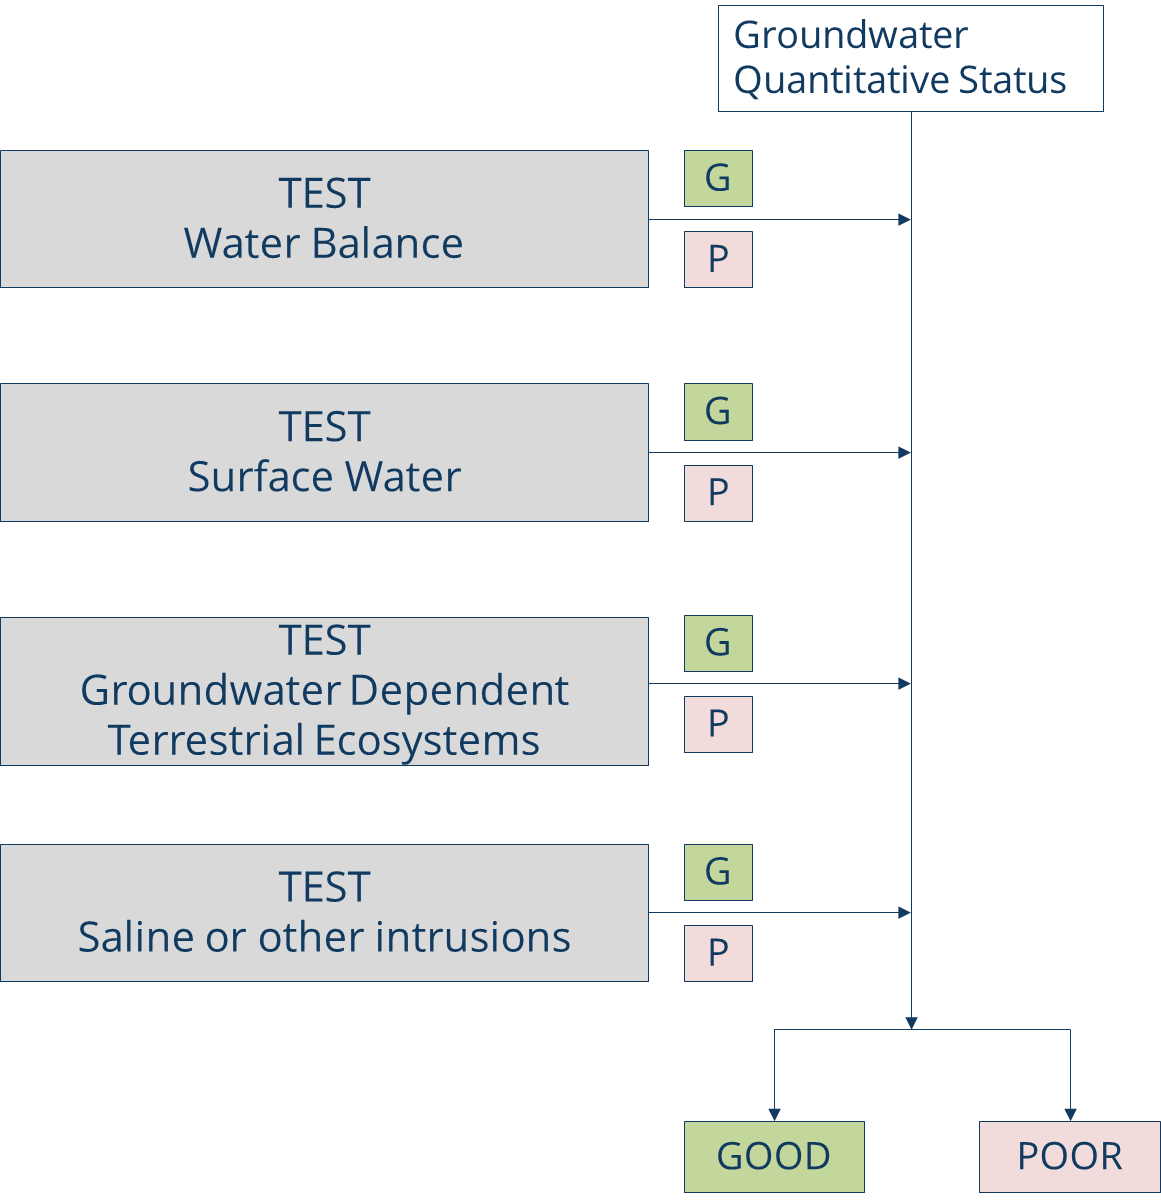 Groundwater
Quantitative Status
TEST
Water Balance
G
P
TEST
Surface Water
G
P
TEST
Groundwater Dependent
Terrestrial Ecosystems
G
P
TEST
Saline or other intrusions
G
P
GOOD
POOR